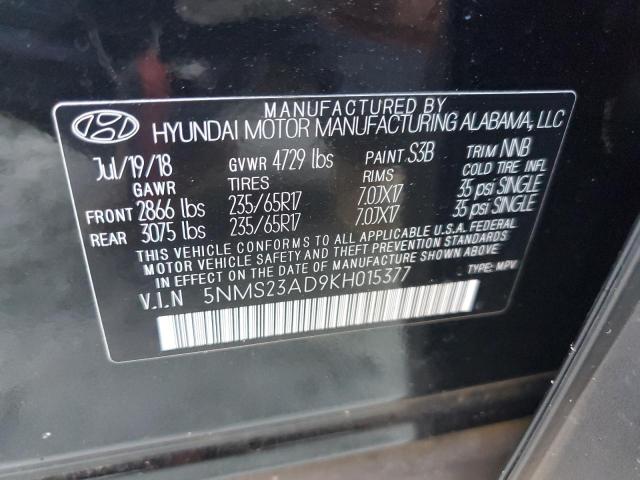 MANUFACTURED BY
HYUNDAI MOTOR MANUFACTURING ALABAMA, LLC
Jul/19/18 GVWR 4729 lbs PAINT S3B TRIM NNB
GAWR TIRES RIMS COLD TIRE INFL
FRONT 2866 lbs 235/65R17 7.0JX17 35 psi SINGLE
REAR 3075 lbs 235/65R17 7.0JX17 35 psi SINGLE
THIS VEHICLE CONFORMS TO ALL APPLICABLE U.S.A. FEDERAL
MOTOR VEHICLE SAFETY AND THEFT PREVENTION STANDARDS
IN EFFECT ON THE DATE OF MANUFACTURE SHOWN ABOVE.
V.I.N 5NMS23AD9KH015377 TYPE: MPV